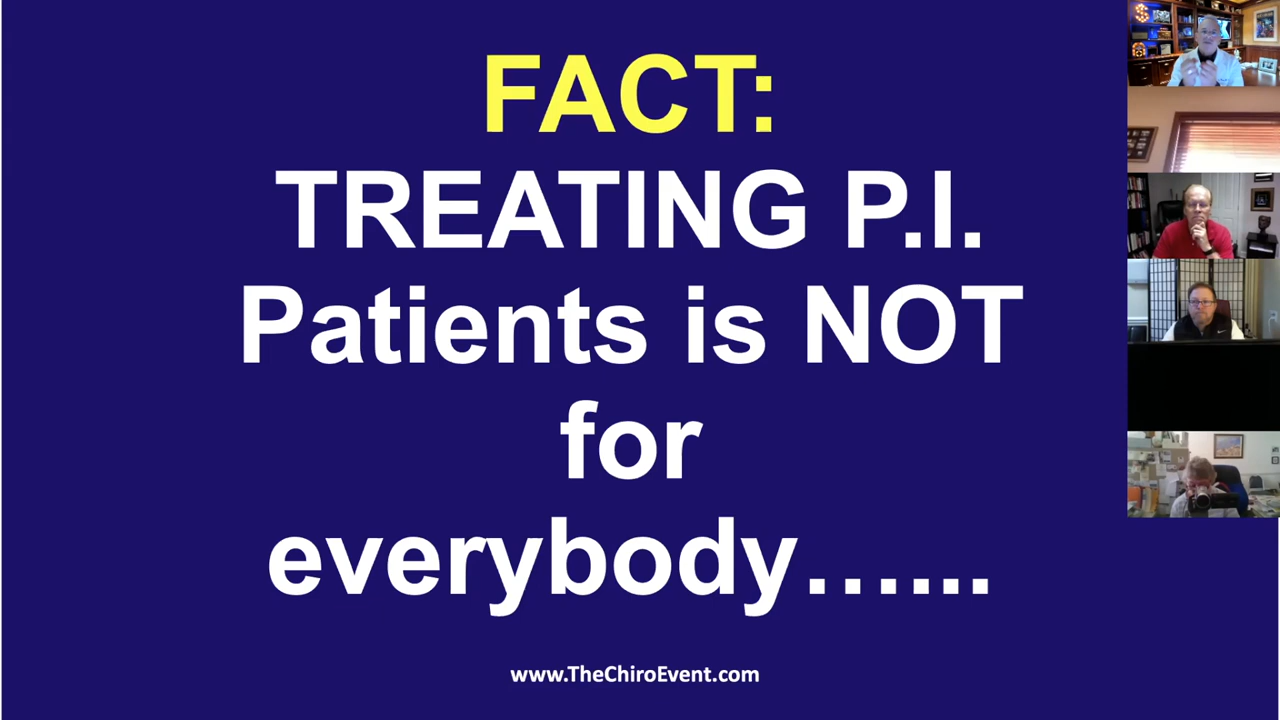 FACT:
TREATING P.I.
Patients is NOT
for
everybody…...
www.TheChiroEvent.com